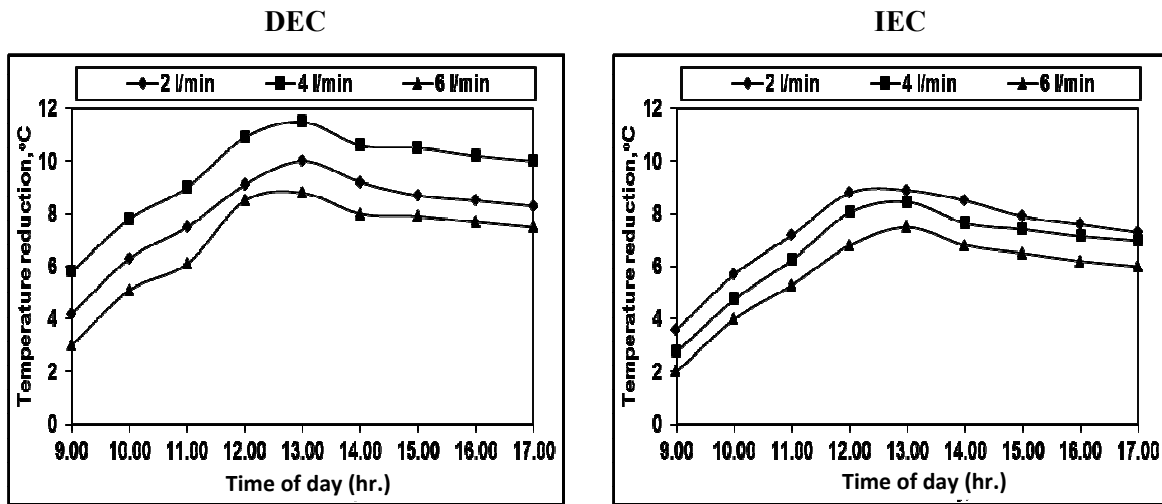 DEC
IEC
2 l/min 4 l/min 6 l/min
Temperature reduction,ºC
12
10
8
6
4
2
0
9.00 10.00 11.00 12.00 13.00 14.00 15.00 16.00 17.00
Time of day (hr.)
2 l/min 4 l/min 6 l/min
Temperature reduction,ºC
12
10
8
6
4
2
0
9.00 10.00 11.00 12.00 13.00 14.00 15.00 16.00 17.00
Time of day (hr.)